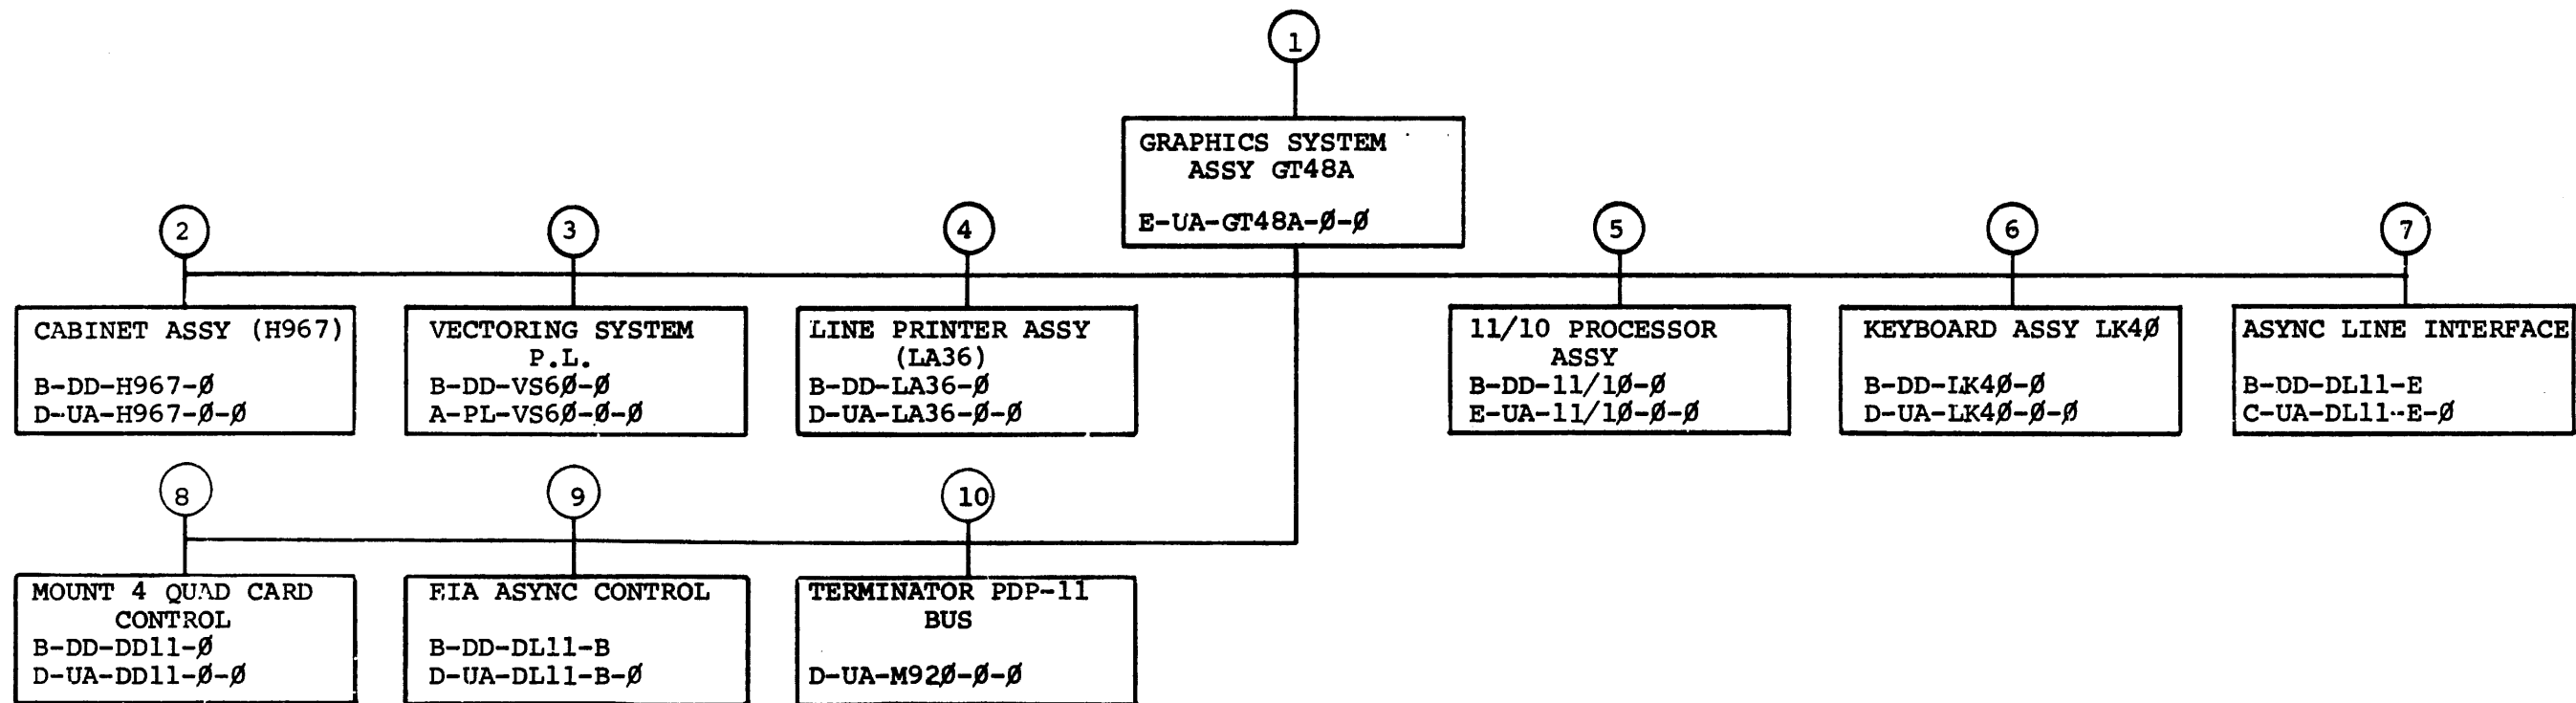 1
GRAPHICS SYSTEM
ASSY GT48A
E-UA-GT48A-Ø-Ø
2
CABINET ASSY (H967)
B-DD-H967-Ø
D-UA-H967-Ø-Ø
3
VECTORING SYSTEM
P.L.
B-DD-VS6Ø-Ø
A-PL-VS6Ø-Ø-Ø
4
LINE PRINTER ASSY
(LA36)
B-DD-LA36-Ø
D-UA-LA36-Ø-Ø
5
11/10 PROCESSOR
ASSY
B-DD-11/1Ø-Ø
E-UA-11/1Ø-Ø-Ø
6
KEYBOARD ASSY LK4Ø
B-DD-LK4Ø-Ø
D-UA-LK4Ø-Ø-Ø
7
ASYNC LINE INTERFACE
B-DD-DL11-E
C-UA-DL11-E-Ø
8
MOUNT 4 QUAD CARD
CONTROL
B-DD-DD11-Ø
D-UA-DD11-Ø-Ø
9
EIA ASYNC CONTROL
B-DD-DL11-B
D-UA-DL11-B-Ø
10
TERMINATOR PDP-11
BUS
D-UA-M92Ø-Ø-Ø